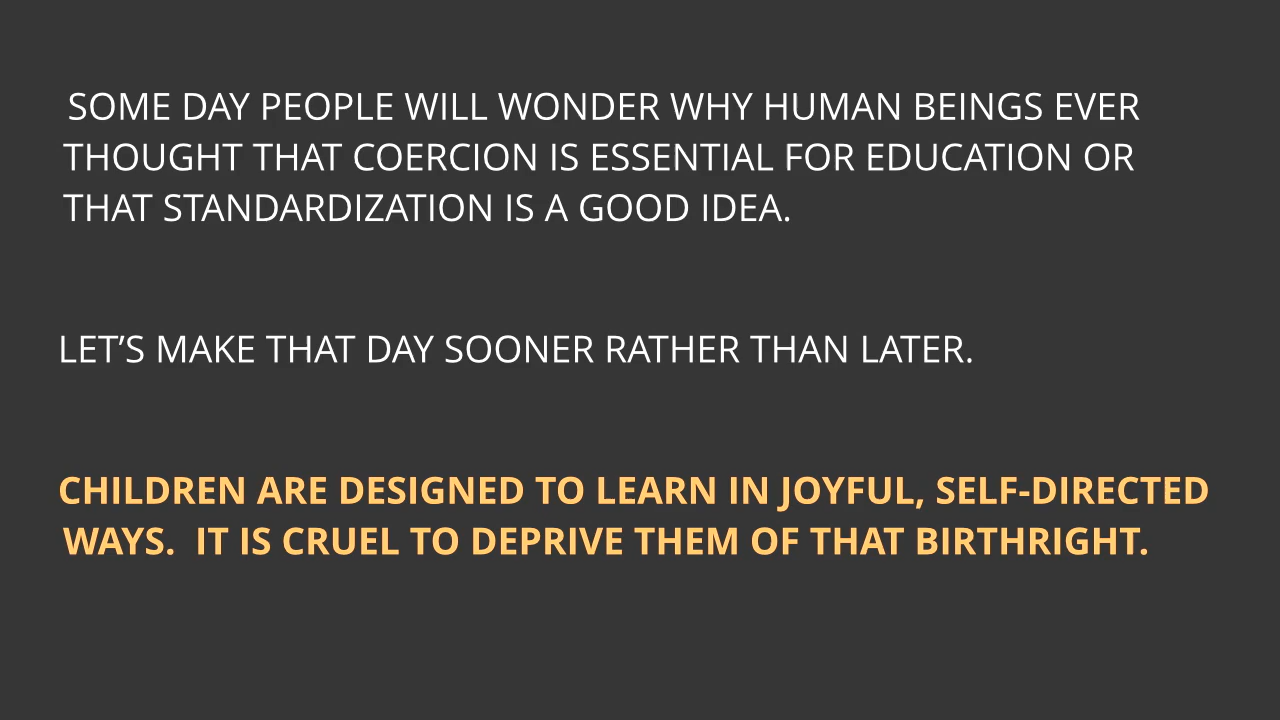 SOME DAY PEOPLE WILL WONDER WHY HUMAN BEINGS EVER
THOUGHT THAT COERCION IS ESSENTIAL FOR EDUCATION OR
THAT STANDARDIZATION IS A GOOD IDEA.
LET’S MAKE THAT DAY SOONER RATHER THAN LATER.
CHILDREN ARE DESIGNED TO LEARN IN JOYFUL, SELF-DIRECTED
WAYS.  IT IS CRUEL TO DEPRIVE THEM OF THAT BIRTHRIGHT.